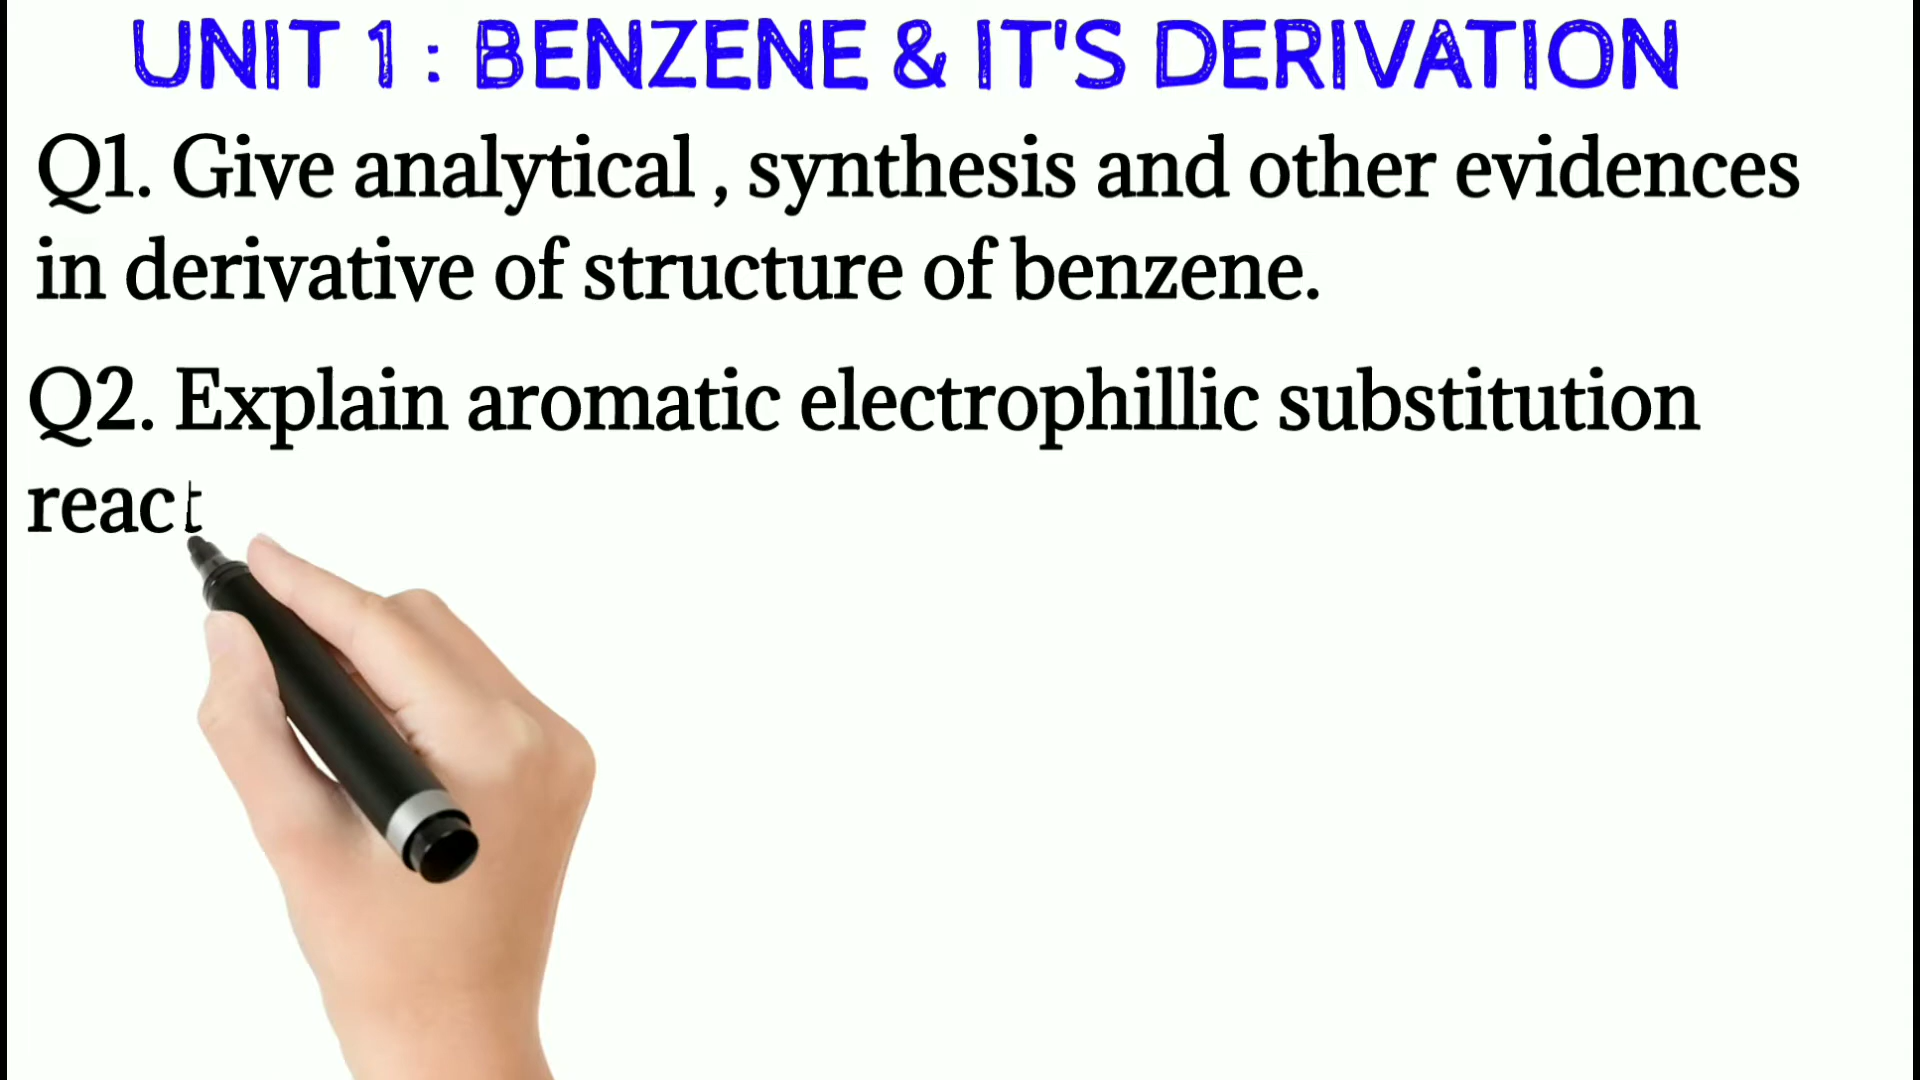 UNIT 1 : BENZENE & IT'S DERIVATION
Q1. Give analytical , synthesis and other evidences
in derivative of structure of benzene.
Q2. Explain aromatic electrophillic substitution
react